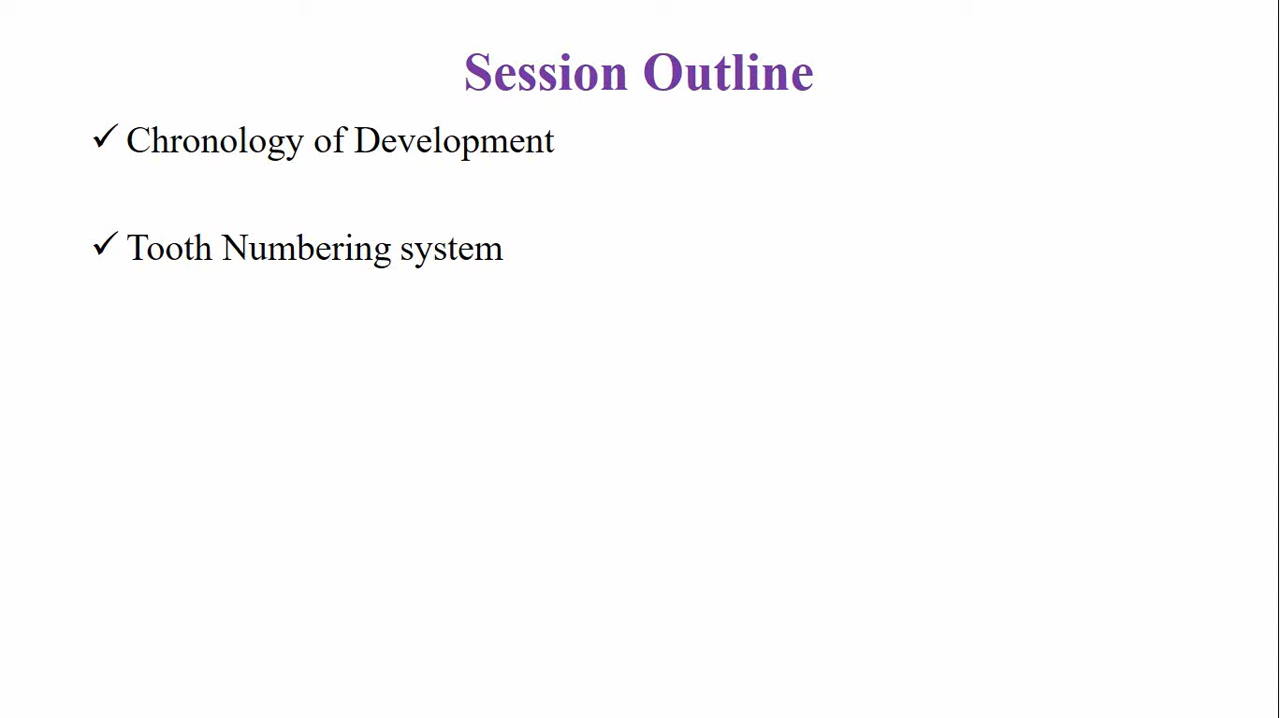 Session Outline
✓ Chronology of Development
✓ Tooth Numbering system